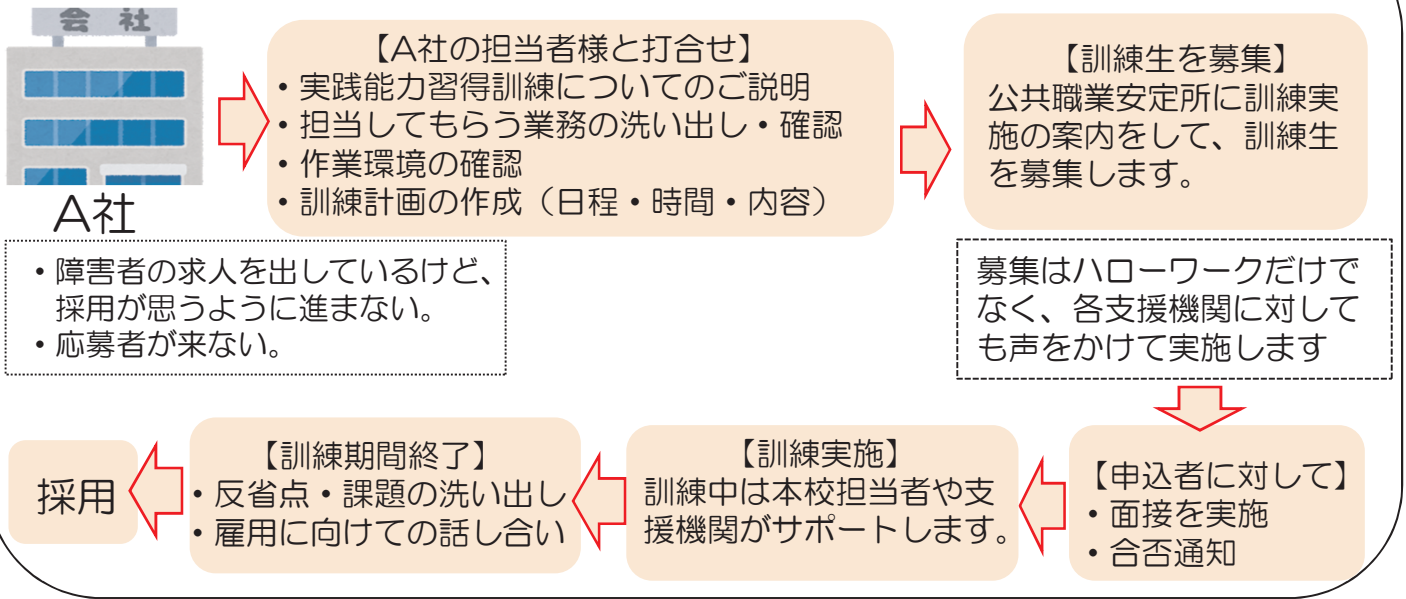 会 社
A社
・障害者の求人を出しているけど、
採用が思うように進まない。
・応募者が来ない。
【A社の担当者様と打合せ】
・実践能力習得訓練についてのご説明
・担当してもらう業務の洗い出し・確認
・作業環境の確認
・訓練計画の作成（日程・時間・内容）
【訓練生を募集】
公共職業安定所に訓練実
施の案内をして、訓練生
を募集します。
募集はハローワークだけで
なく、各支援機関に対して
も声をかけて実施します
【申込者に対して】
・面接を実施
・合否通知
【訓練実施】
訓練中は本校担当者や支
援機関がサポートします。
【訓練期間終了】
・反省点・課題の洗い出し
・雇用に向けての話し合い
採用